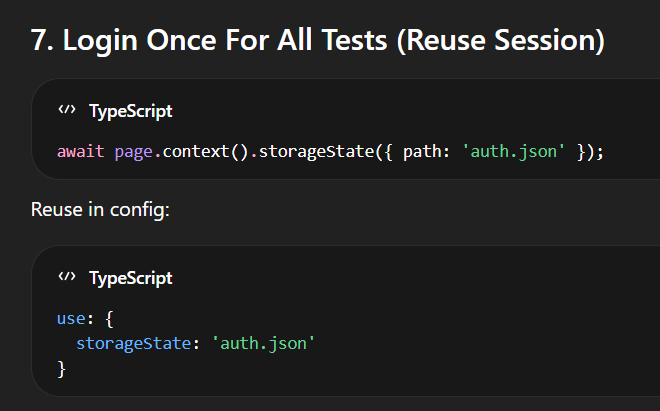 7. Login Once For All Tests (Reuse Session)
</> TypeScript
await page.context().storageState({ path: 'auth.json' });
Reuse in config:
</> TypeScript
use: {
  storageState: 'auth.json'
}